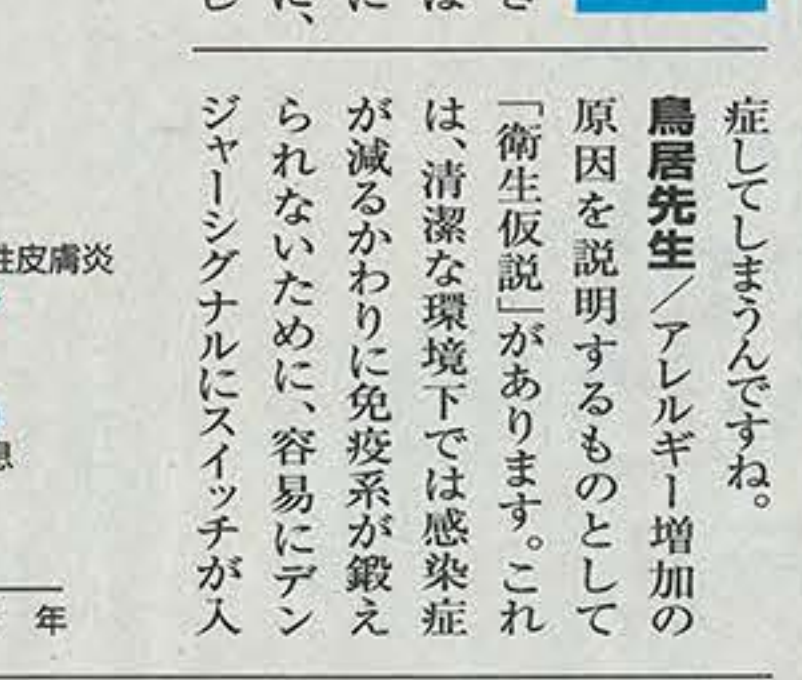 症してしまうんですね。
鳥居先生／アレルギー増加の
原因を説明するものとして
「衛生仮説」があります。これ
は、清潔な環境下では感染症
が減るかわりに免疫系が鍛え
られないために、容易にデン
ジャーシグナルにスイッチが入
性皮膚炎
年